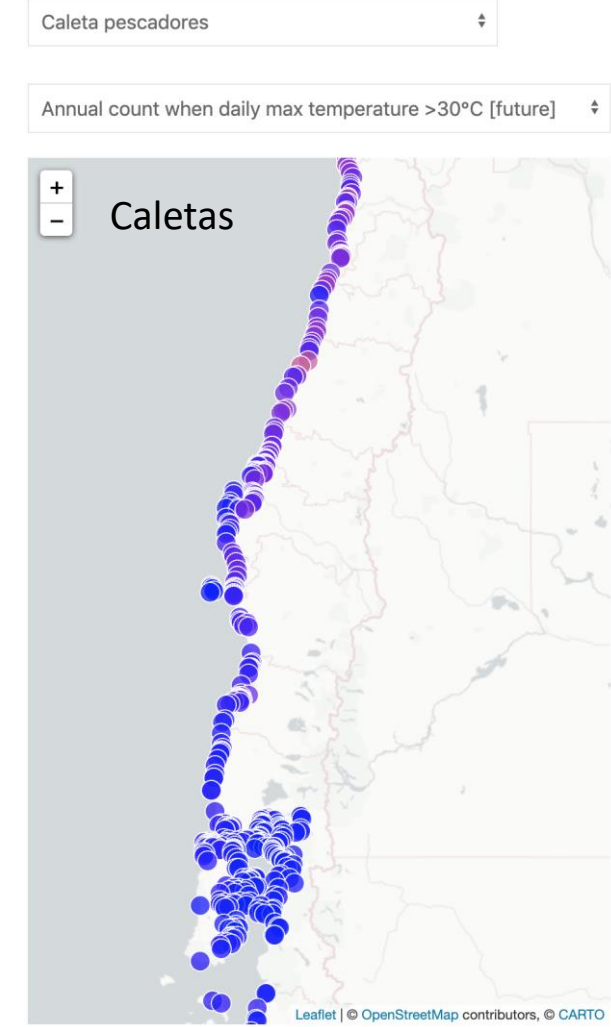 Caleta pescadores
Annual count when daily max temperature >30°C [future]
+
−
Caletas
Leaflet | © OpenStreetMap contributors, © CARTO